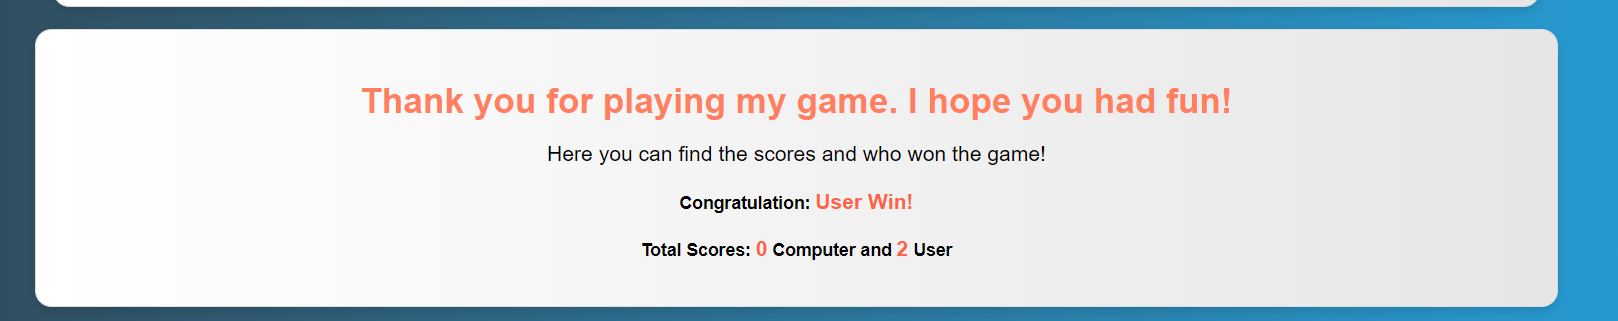 Thank you for playing my game. I hope you had fun!
Here you can find the scores and who won the game!
Congratulation: User Win!
Total Scores: 0 Computer and 2 User